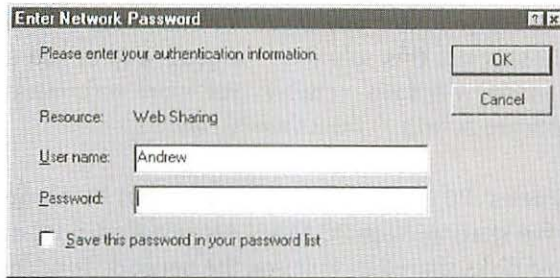 Enter Network Password
Please enter your authentication information.
OK
Cancel
Resource: Web Sharing
User name: Andrew
Password:
Save this password in your password list